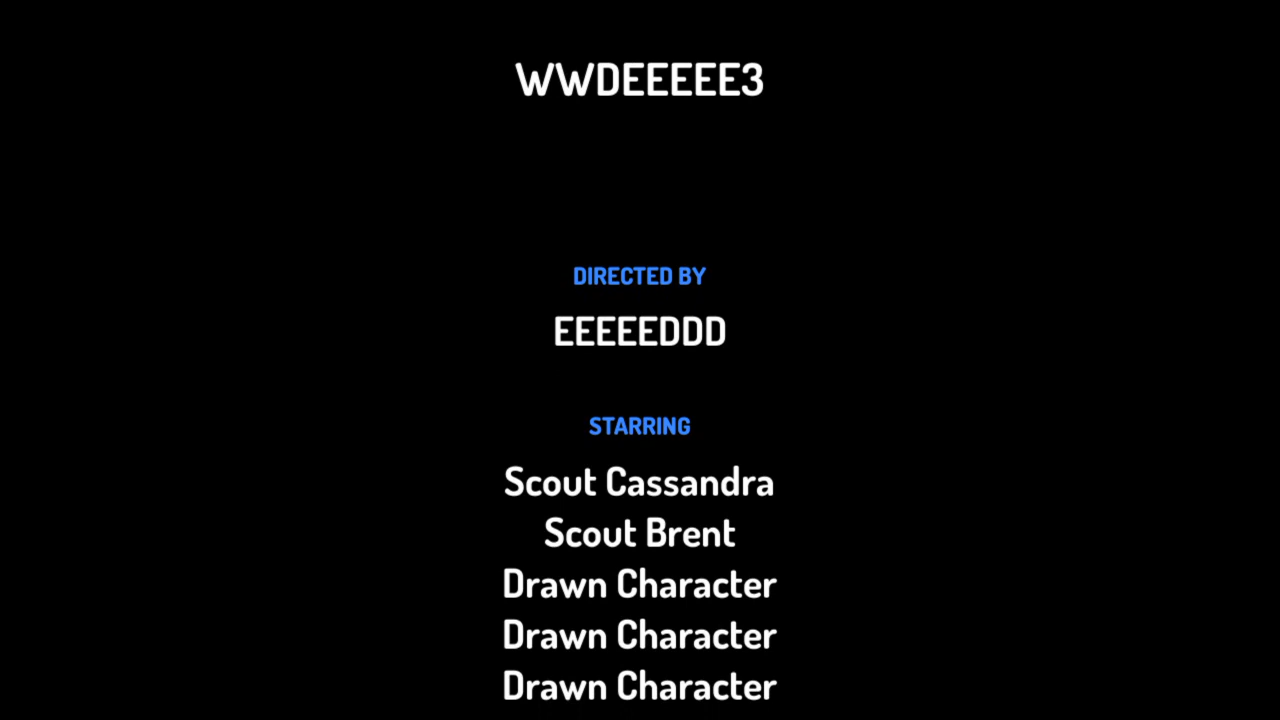 WWDEEEEE3
DIRECTED BY
EEEEEDDD
STARRING
Scout Cassandra
Scout Brent
Drawn Character
Drawn Character
Drawn Character